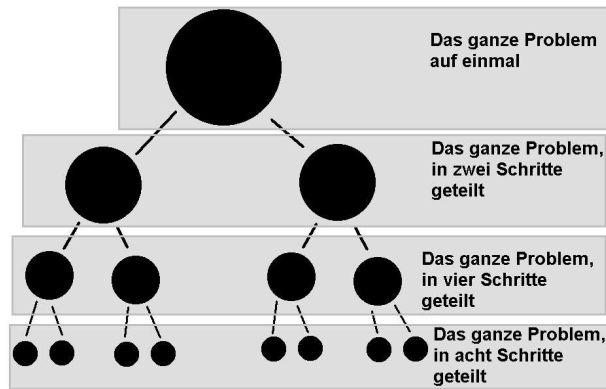 Das ganze Problem
auf einmal
Das ganze Problem,
in zwei Schritte
geteilt
Das ganze Problem,
in vier Schritte
geteilt
Das ganze Problem,
in acht Schritte
geteilt